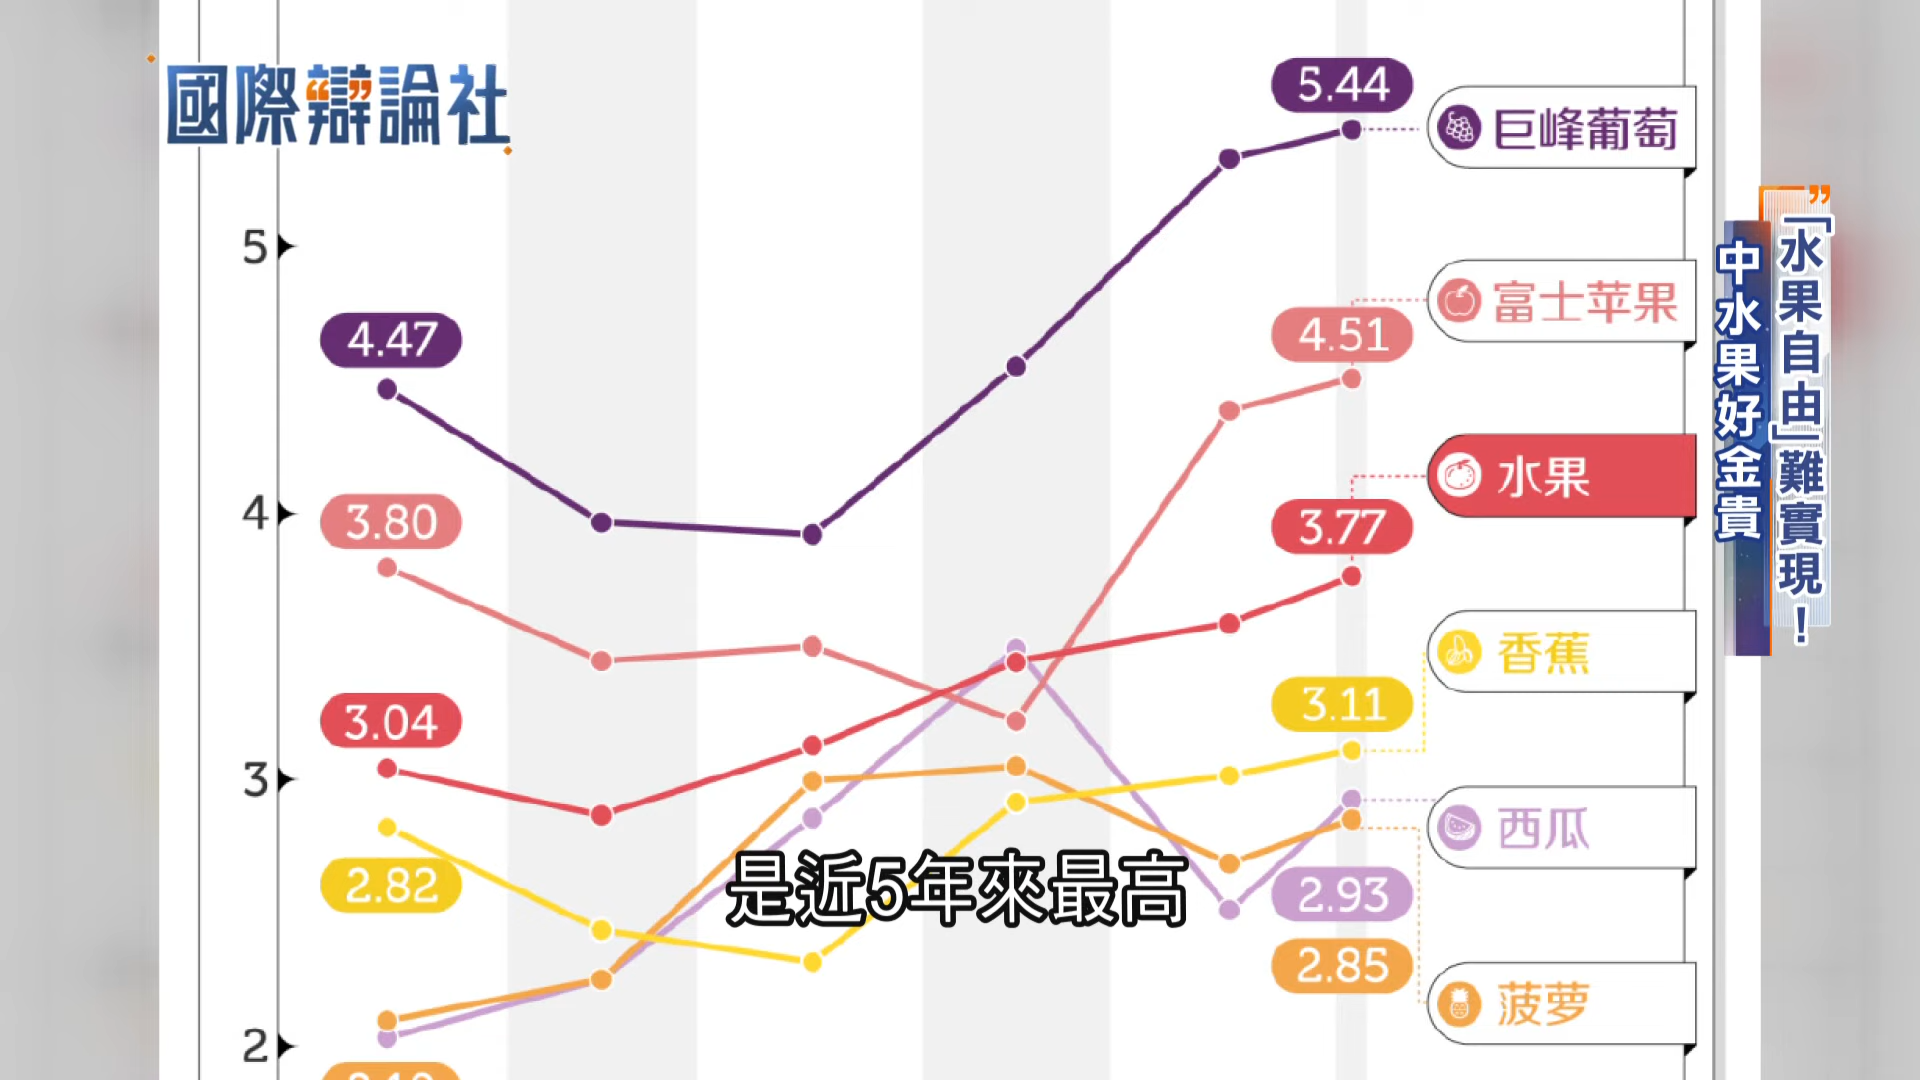 國際辯論社
5.44
巨峰葡萄
5
富士苹果
4.47
4.51
水果
4
3.80
3.77
香蕉
3.04
3.11
3
西瓜
2.82
2.93
是近5年來最高
2.85
菠萝
2
「水果自由」難實現！
中水果好金貴